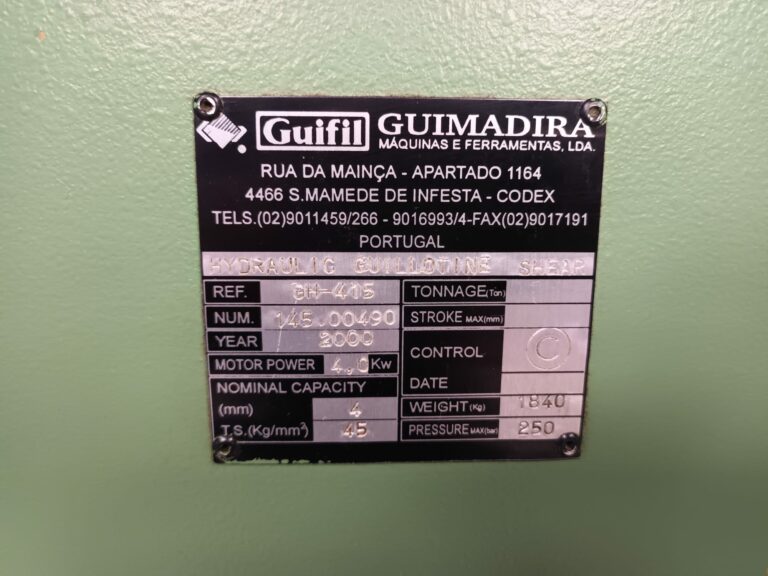 Guifil GUIMADIRA
MÁQUINAS E FERRAMENTAS, LDA.
RUA DA MAINÇA - APARTADO 1164
4466 S.MAMEDE DE INFESTA - CODEX
TELS.(02)9011459/266 - 9016993/4-FAX(02)9017191
PORTUGAL
HYDRAULIC GUILLOTINE SHEAR
REF. GH-415
NUM. 145.00490
YEAR 2000
MOTOR POWER 4,0 Kw
NOMINAL CAPACITY
(mm) 4
T.S.(Kg/mm²) 45
TONNAGE(Ton)
STROKE MAX(mm)
CONTROL C
DATE
WEIGHT(Kg) 1840
PRESSURE MAX(bar) 250